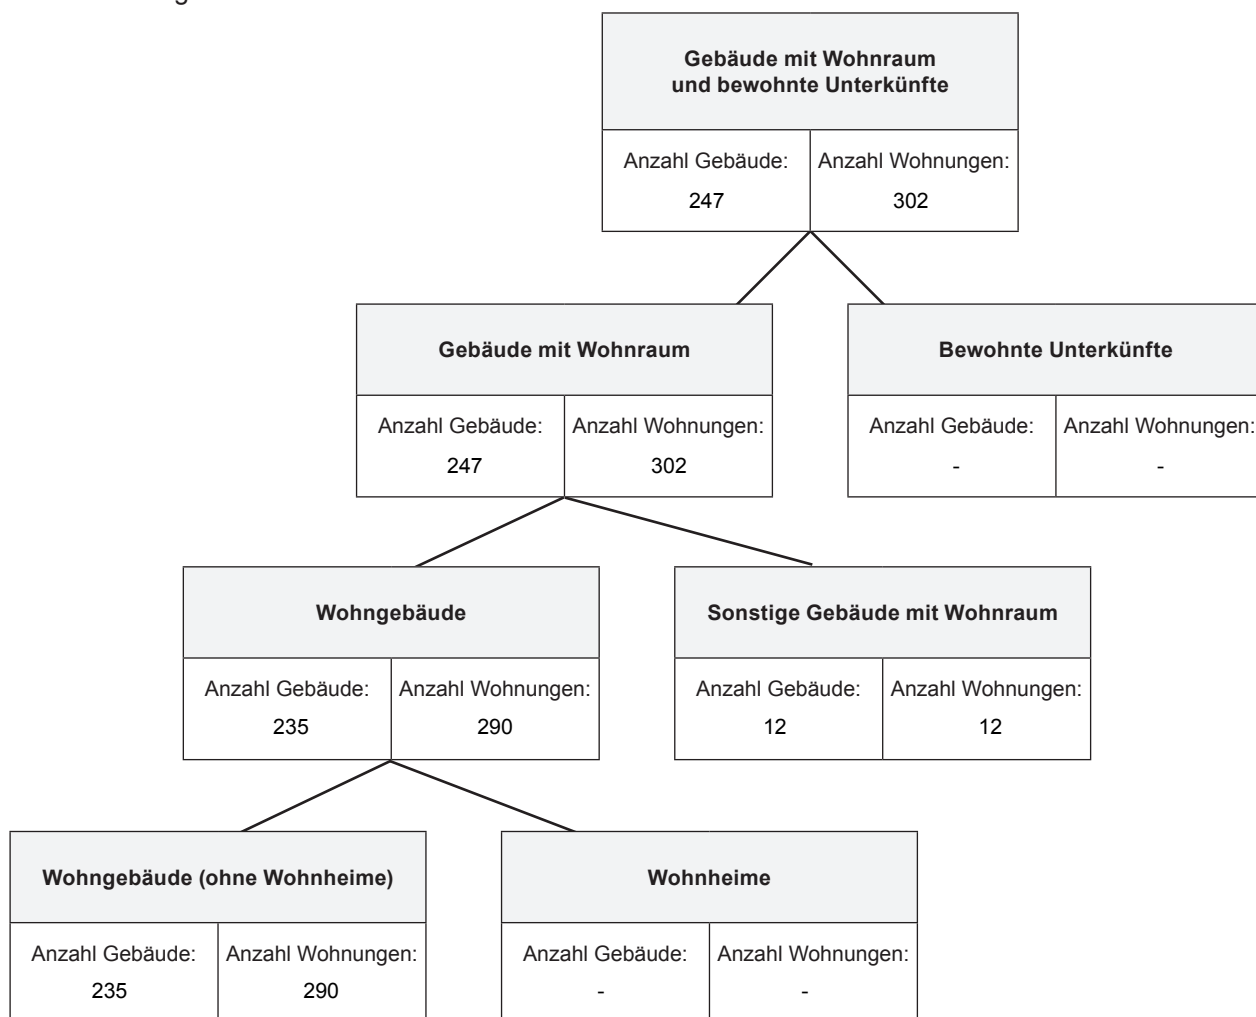 Gebäude mit Wohnraum
und bewohnte Unterkünfte
Anzahl Gebäude: Anzahl Wohnungen:
247 302
Gebäude mit Wohnraum
Anzahl Gebäude: Anzahl Wohnungen:
247 302
Bewohnte Unterkünfte
Anzahl Gebäude: Anzahl Wohnungen:
- -
Wohngebäude
Anzahl Gebäude: Anzahl Wohnungen:
235 290
Sonstige Gebäude mit Wohnraum
Anzahl Gebäude: Anzahl Wohnungen:
12 12
Wohngebäude (ohne Wohnheime)
Anzahl Gebäude: Anzahl Wohnungen:
235 290
Wohnheime
Anzahl Gebäude: Anzahl Wohnungen:
- -